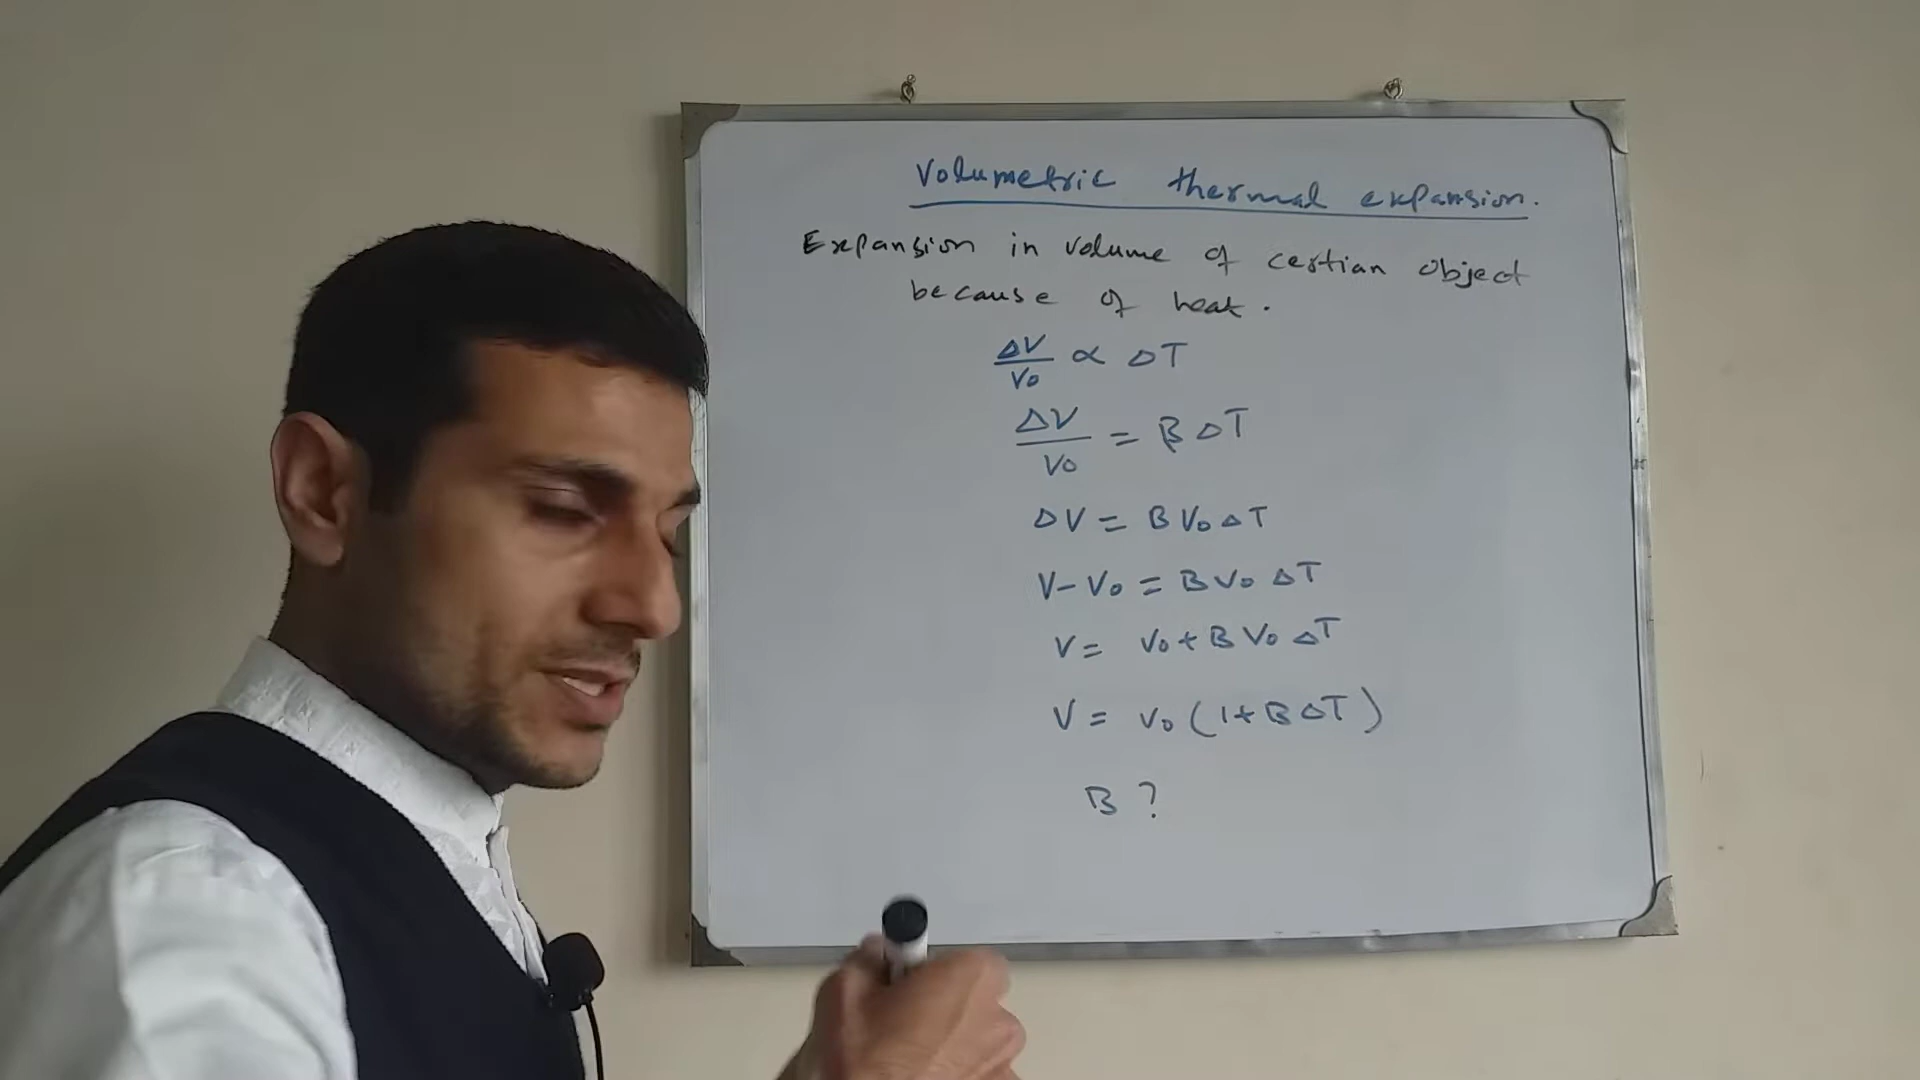 Volumetric thermal expansion.
Expansion in volume of certian object
because of heat.
ΔV/V₀ ∝ ΔT
ΔV/V₀ = β ΔT
ΔV = B V₀ ΔT
V - V₀ = B V₀ ΔT
V = V₀ + B V₀ ΔT
V = V₀ (1 + B ΔT)
B ?